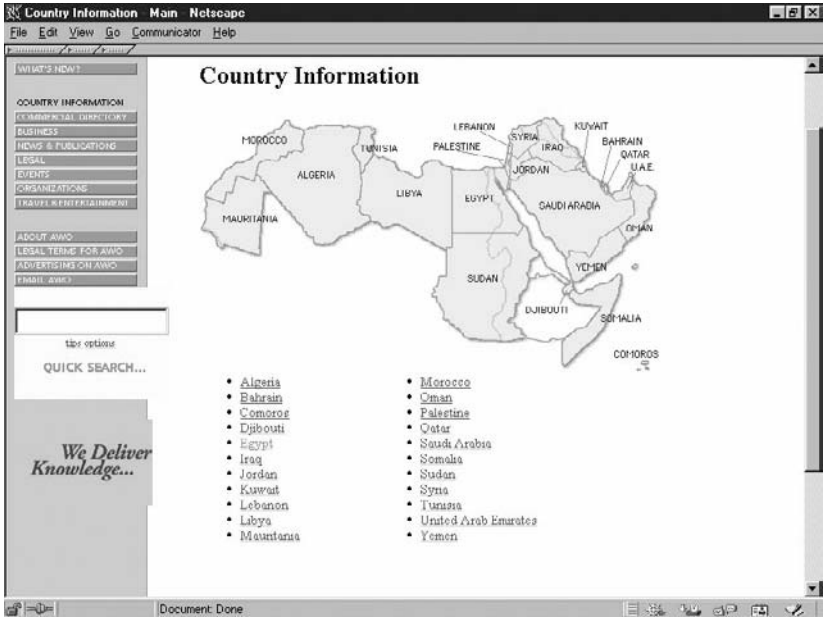 Country Information - Main - Netscape
File Edit View Go Communicator Help
WHAT'S NEW?
COUNTRY INFORMATION
COMMERCIAL DIRECTORY
BUSINESS
NEWS & PUBLICATIONS
LEGAL
EVENTS
ORGANIZATIONS
TRAVEL & ENTERTAINMENT
ABOUT AWO
LEGAL TERMS FOR AWO
ADVERTISING ON AWO
EMAIL AWO
tips options
QUICK SEARCH...
We Deliver
Knowledge...
Country Information
MOROCCO
ALGERIA
TUNISIA
LIBYA
MAURITANIA
EGYPT
SUDAN
LEBANON
PALESTINE
SYRIA
IRAQ
JORDAN
KUWAIT
BAHRAIN
QATAR
U.A.E.
SAUDI ARABIA
OMAN
YEMEN
DJIBOUTI
SOMALIA
COMOROS
• Algeria
• Bahrain
• Comoros
• Djibouti
• Egypt
• Iraq
• Jordan
• Kuwait
• Lebanon
• Libya
• Mauritania
• Morocco
• Oman
• Palestine
• Qatar
• Saudi Arabia
• Somalia
• Sudan
• Syria
• Tunisia
• United Arab Emirates
• Yemen
Document: Done